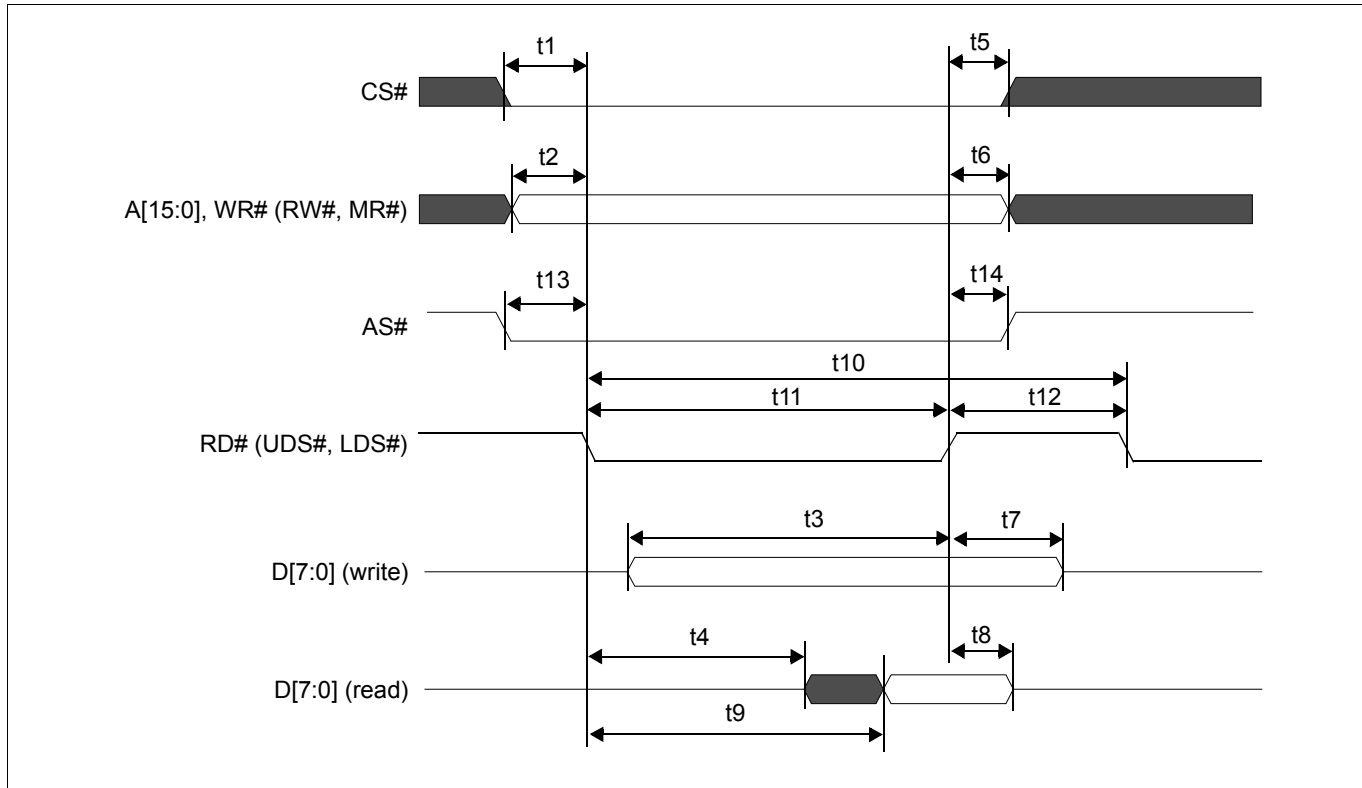 t1
t5
CS#
t2
t6
A[15:0], WR# (RW#, MR#)
t13
t14
AS#
t10
t11
t12
RD# (UDS#, LDS#)
t3
t7
D[7:0] (write)
t4
t8
D[7:0] (read)
t9